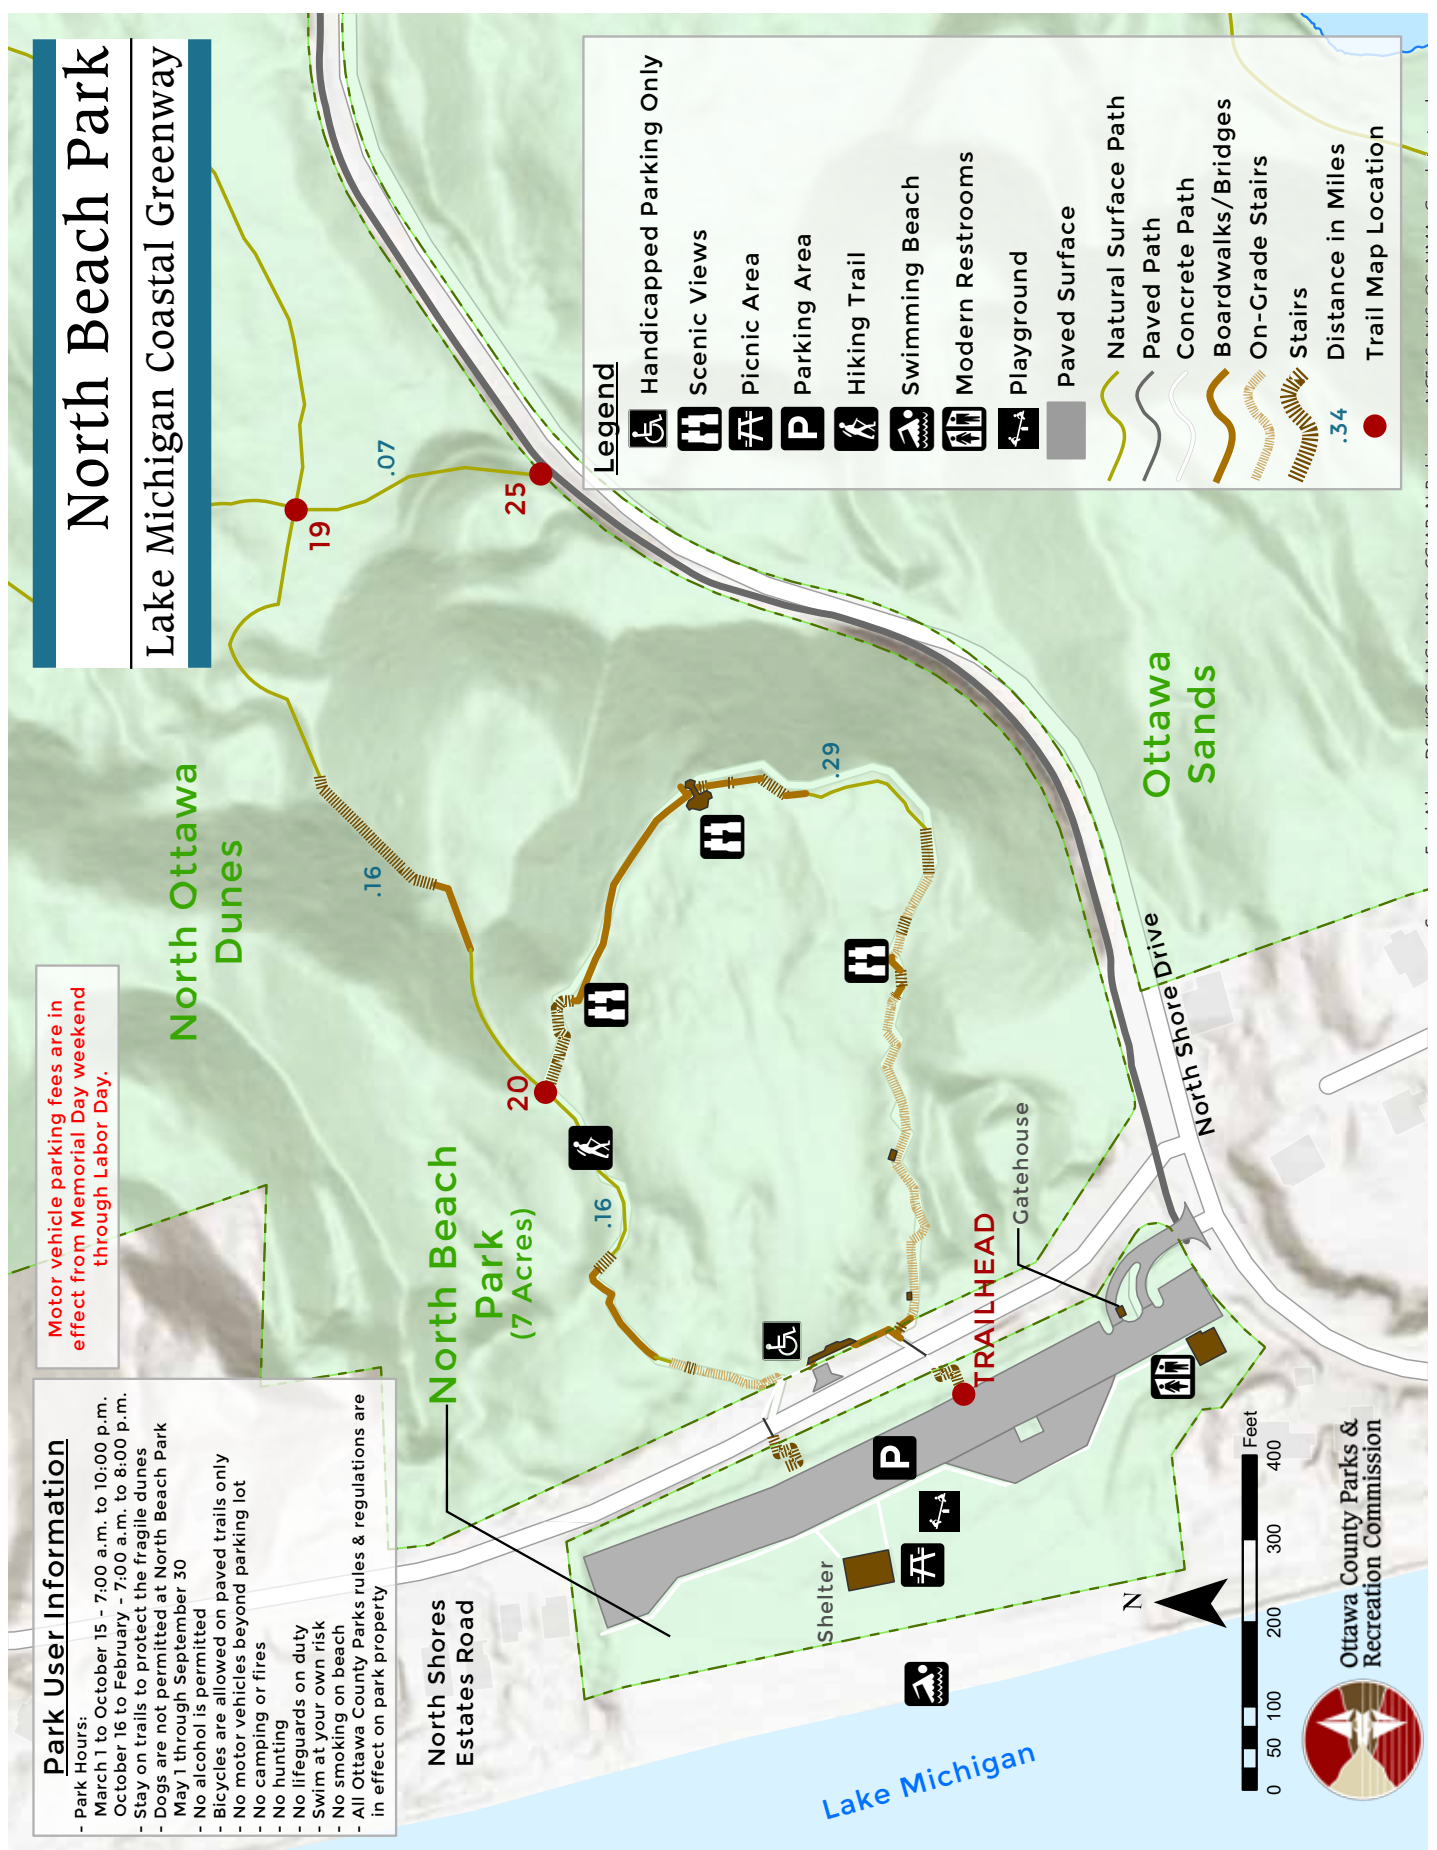 North Beach Park
Lake Michigan Coastal Greenway
Motor vehicle parking fees are in
effect from Memorial Day weekend
through Labor Day.
Park User Information
- Park Hours:
March 1 to October 15 - 7:00 a.m. to 10:00 p.m.
October 16 to February - 7:00 a.m. to 8:00 p.m.
- Stay on trails to protect the fragile dunes
- Dogs are not permitted at North Beach Park
May 1 through September 30
- No alcohol is permitted
- Bicycles are allowed on paved trails only
- No motor vehicles beyond parking lot
- No camping or fires
- No hunting
- No lifeguards on duty
- Swim at your own risk
- No smoking on beach
- All Ottawa County Parks rules & regulations are
in effect on park property
North Ottawa
Dunes
19
.07
25
.16
20
.16
.29
North Beach
Park
(7 Acres)
North Shores
Estates Road
Ottawa
Sands
North Shore Drive
Gatehouse
TRAILHEAD
P
Shelter
Lake Michigan
Legend
Handicapped Parking Only
Scenic Views
Picnic Area
P Parking Area
Hiking Trail
Swimming Beach
Modern Restrooms
Playground
Paved Surface
Natural Surface Path
Paved Path
Concrete Path
Boardwalks/Bridges
On-Grade Stairs
Stairs
.34 Distance in Miles
Trail Map Location
N
0 50 100 200 300 400
Feet
Ottawa County Parks &
Recreation Commission